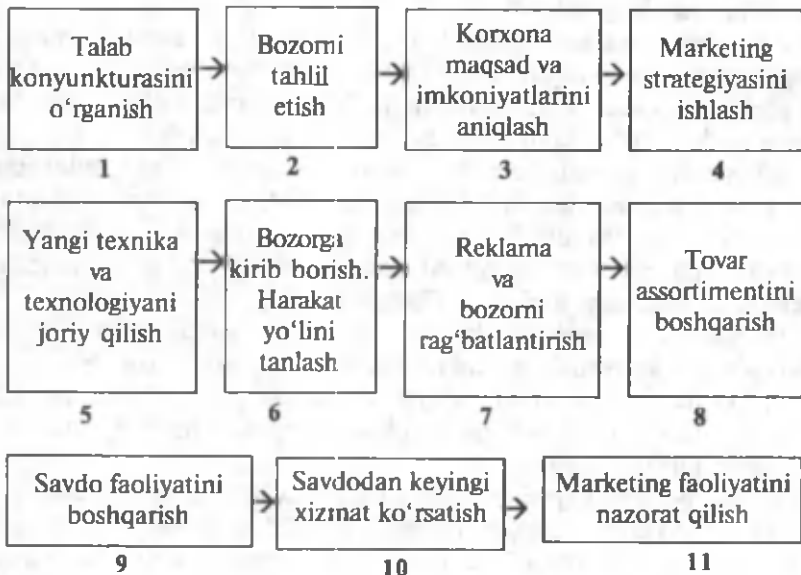 Talab
konyunkturasini
o‘rganish
1
Bozorni
tahlil
etish
2
Korxona
maqsad va
imkoniyatlarini
aniqlash
3
Marketing
strategiyasini
ishlash
4
Yangi texnika
va
texnologiyani
joriy qilish
5
Bozorga
kirib borish.
Harakat
yo‘lini
tanlash
6
Reklama
va
bozorni
rag‘batlantirish
7
Tovar
assortimentini
boshqarish
8
Savdo faoliyatini
boshqarish
9
Savdodan keyingi
xizmat ko‘rsatish
10
Marketing faoliyatini
nazorat qilish
11